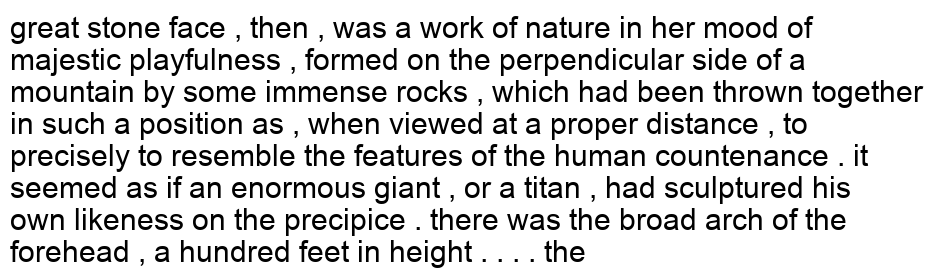 great stone face , then , was a work of nature in her mood of
majestic playfulness , formed on the perpendicular side of a
mountain by some immense rocks , which had been thrown together
in such a position as , when viewed at a proper distance , to
precisely to resemble the features of the human countenance . it
seemed as if an enormous giant , or a titan , had sculptured his
own likeness on the precipice . there was the broad arch of the
forehead , a hundred feet in height . . . . the